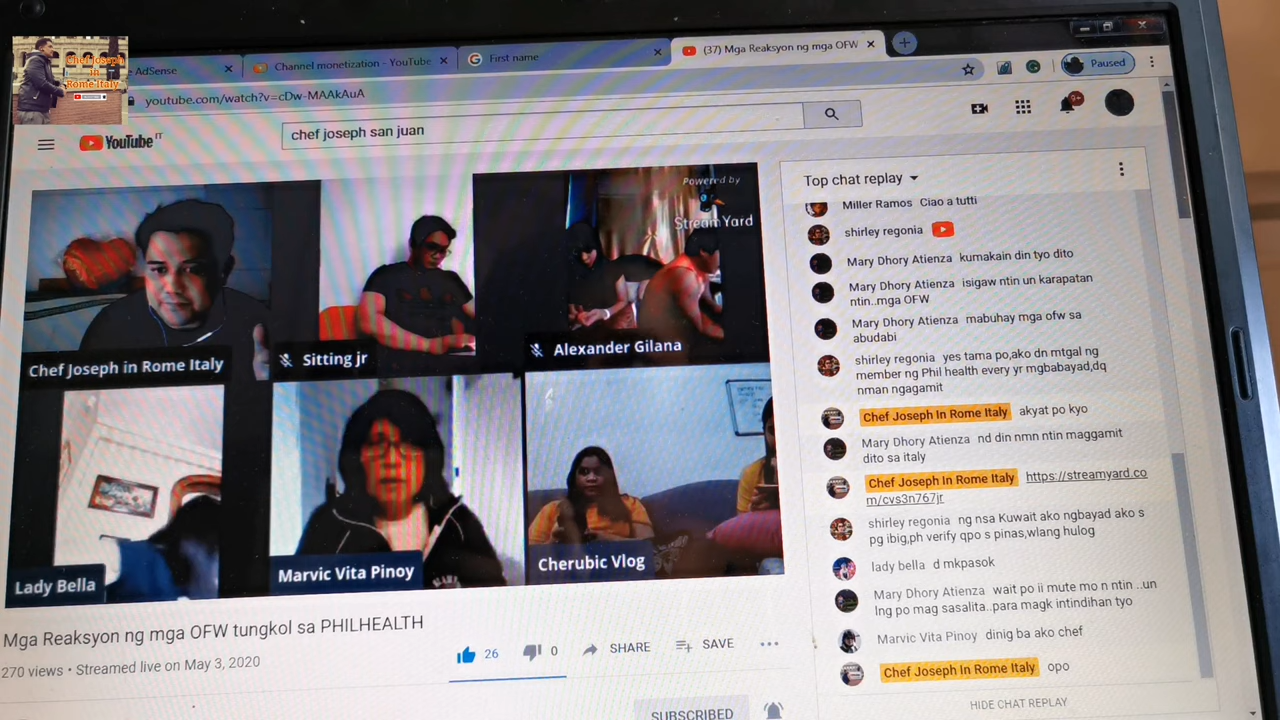 Chef Joseph
in
Rome Italy
AdSense
Channel monetization - YouTube
First name
(37) Mga Reaksyon ng mga OFW
youtube.com/watch?v=cDw-MAAkAuA
Paused
YouTube IT
chef joseph san juan
9+
Powered by
StreamYard
Chef Joseph in Rome Italy
Sitting jr
Alexander Gilana
Lady Bella
Marvic Vita Pinoy
Cherubic Vlog
Mga Reaksyon ng mga OFW tungkol sa PHILHEALTH
270 views • Streamed live on May 3, 2020
26
0
SHARE
SAVE
SUBSCRIBED
Top chat replay
Miller Ramos Ciao a tutti
shirley regonia
Mary Dhory Atienza kumakain din tyo dito
Mary Dhory Atienza isigaw ntin un karapatan
ntin..mga OFW
Mary Dhory Atienza mabuhay mga ofw sa
abudabi
shirley regonia yes tama po,ako dn mtgal ng
member ng Phil health every yr mgbabayad,dq
nman ngagamit
Chef Joseph In Rome Italy akyat po kyo
Mary Dhory Atienza nd din nmn ntin maggamit
dito sa italy
Chef Joseph In Rome Italy https://streamyard.co
m/cvs3n767jr
shirley regonia ng nsa Kuwait ako ngbayad ako s
pg ibig,ph verify qpo s pinas,wlang hulog
lady bella d mkpasok
Mary Dhory Atienza wait po ii mute mo n ntin ..un
lng po mag sasalita..para magk intindihan tyo
Marvic Vita Pinoy dinig ba ako chef
Chef Joseph In Rome Italy opo
HIDE CHAT REPLAY